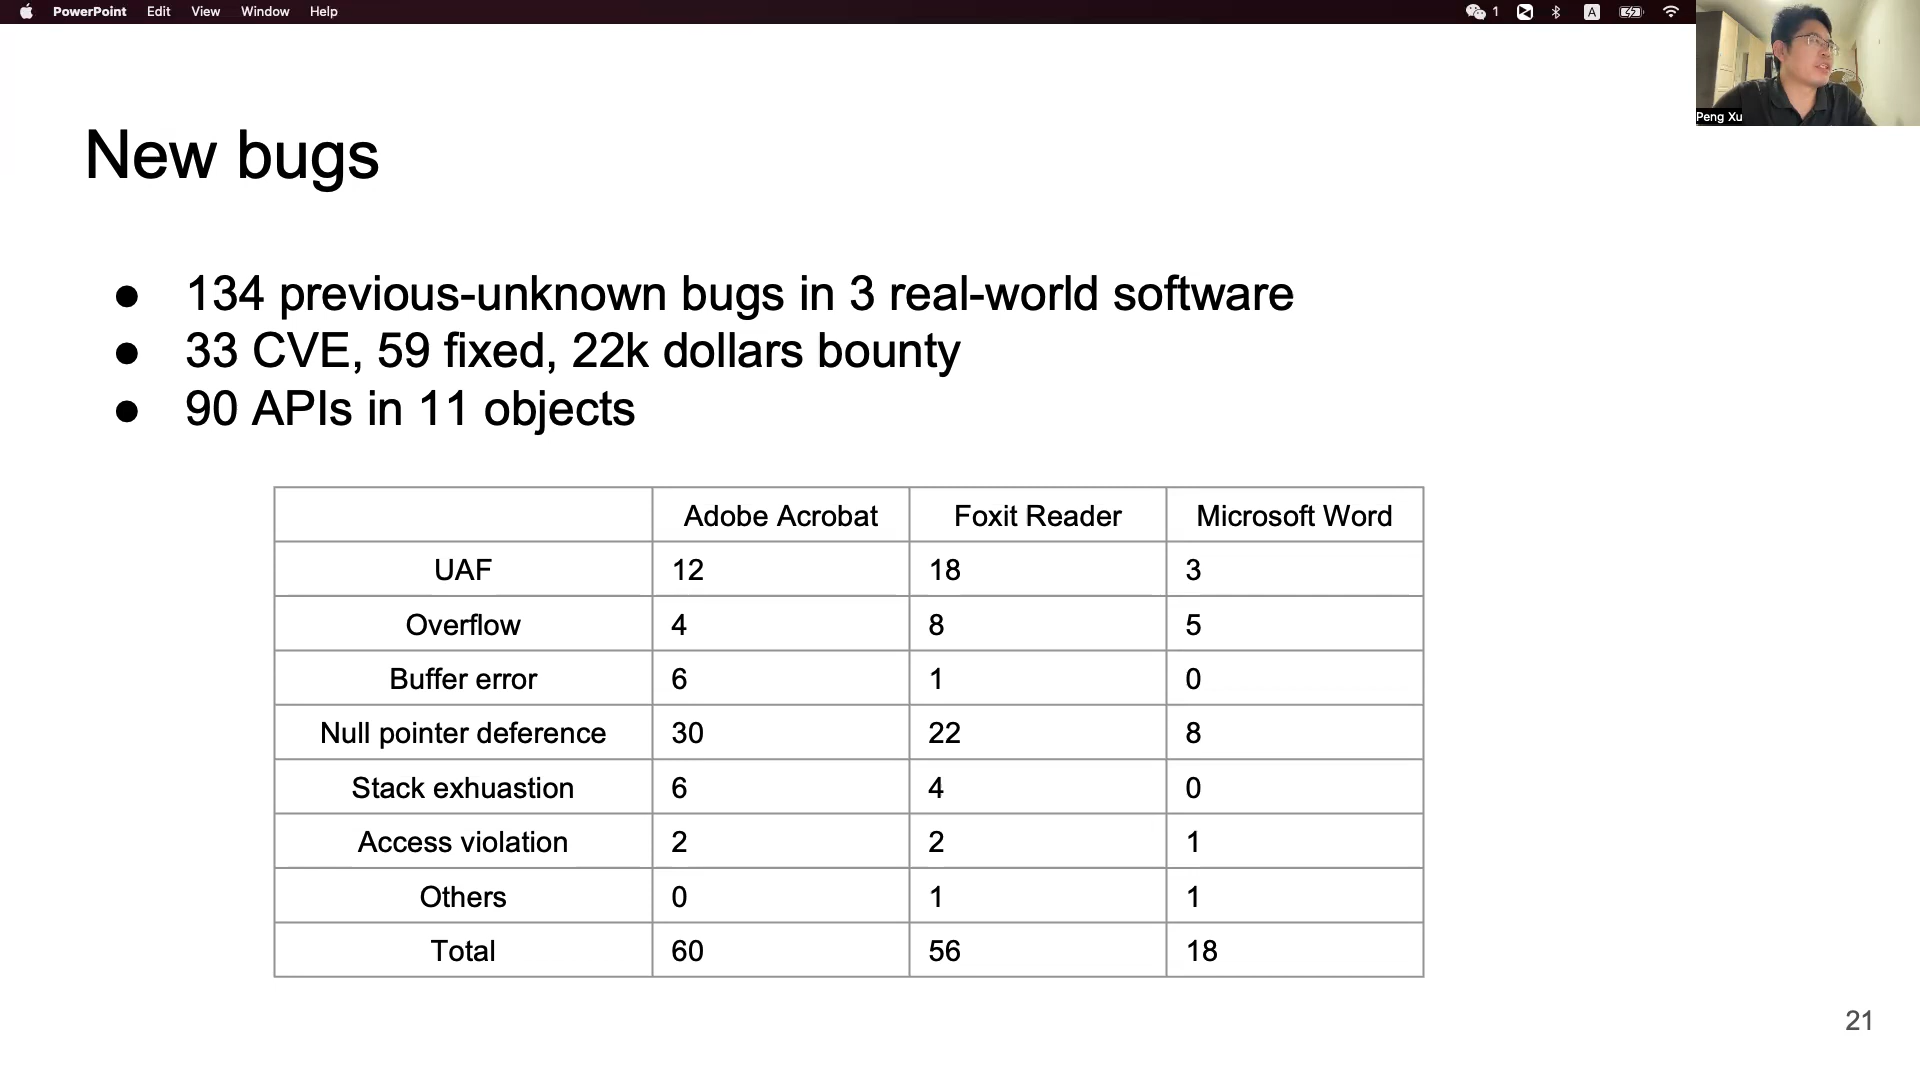 PowerPoint Edit View Window Help 1 A
Peng Xu
New bugs
● 134 previous-unknown bugs in 3 real-world software
● 33 CVE, 59 fixed, 22k dollars bounty
● 90 APIs in 11 objects
Adobe Acrobat Foxit Reader Microsoft Word
UAF 12 18 3
Overflow 4 8 5
Buffer error 6 1 0
Null pointer deference 30 22 8
Stack exhuastion 6 4 0
Access violation 2 2 1
Others 0 1 1
Total 60 56 18
21